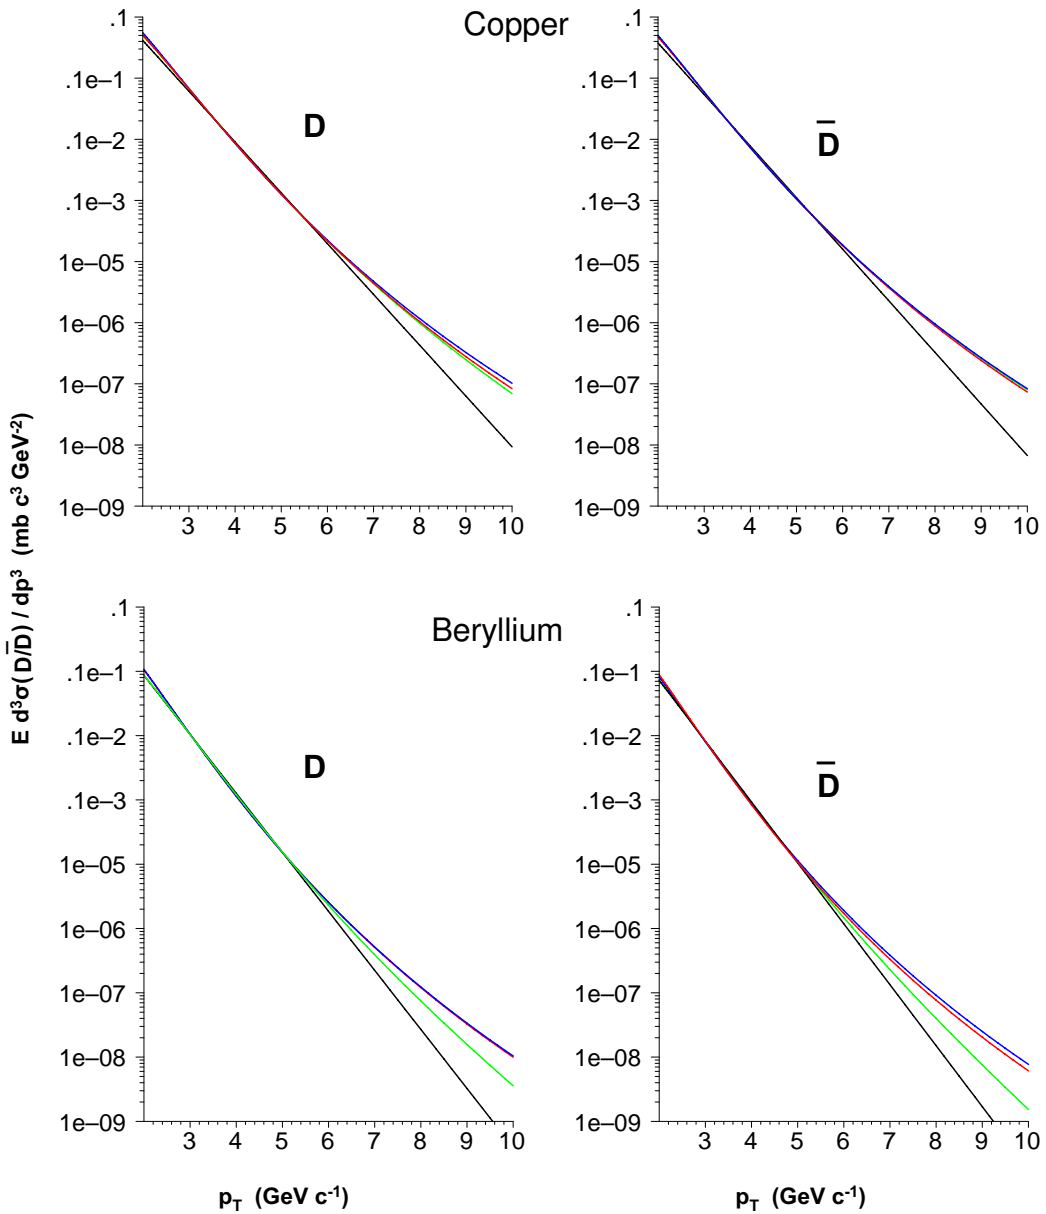 Copper
.1
.1e–1
.1e–2
.1e–3
1e–05
1e–06
1e–07
1e–08
1e–09
3 4 5 6 7 8 9 10
D
.1
.1e–1
.1e–2
.1e–3
1e–05
1e–06
1e–07
1e–08
1e–09
3 4 5 6 7 8 9 10
D̅
E d³σ(D/D̅) / dp³ (mb c³ GeV⁻²)
Beryllium
.1
.1e–1
.1e–2
.1e–3
1e–05
1e–06
1e–07
1e–08
1e–09
3 4 5 6 7 8 9 10
D
.1
.1e–1
.1e–2
.1e–3
1e–05
1e–06
1e–07
1e–08
1e–09
3 4 5 6 7 8 9 10
D̅
p_T (GeV c⁻¹)
p_T (GeV c⁻¹)